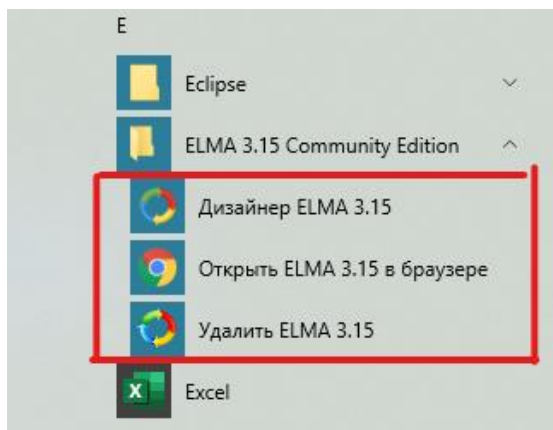 E
Eclipse
ELMA 3.15 Community Edition
Дизайнер ELMA 3.15
Открыть ELMA 3.15 в браузере
Удалить ELMA 3.15
X
Excel